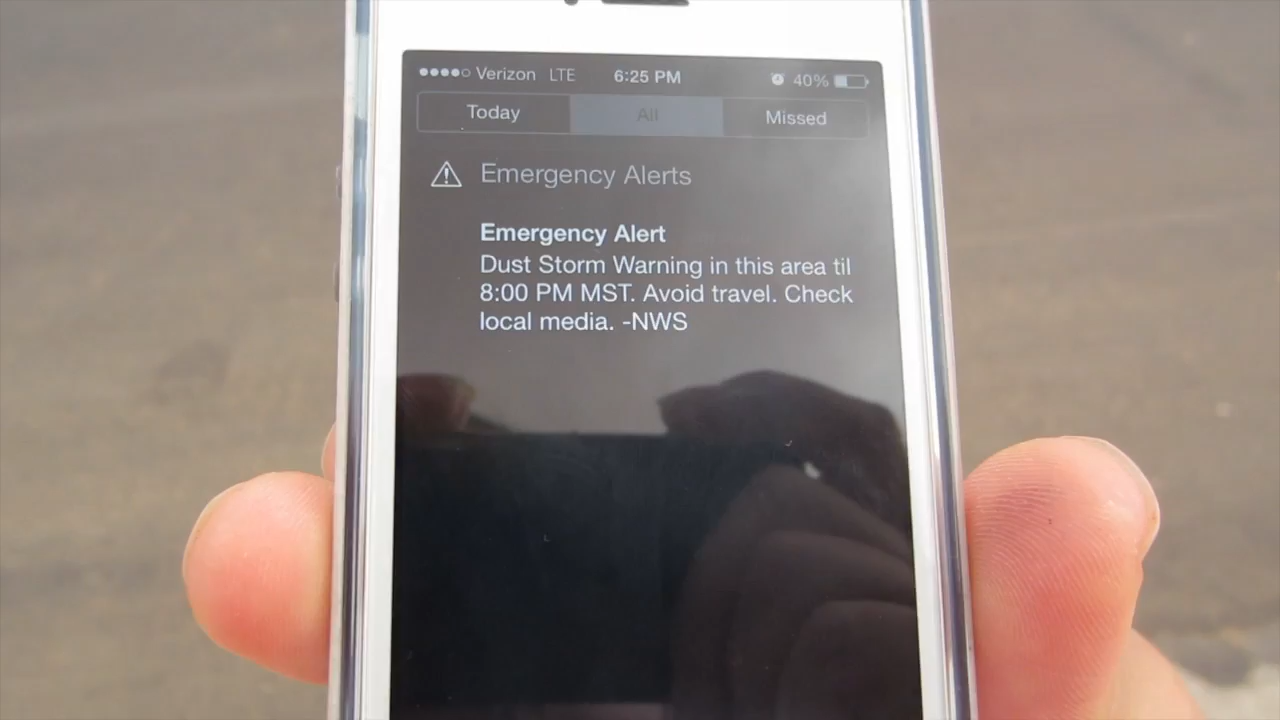 Verizon LTE 6:25 PM 40%
Today All Missed
Emergency Alerts
Emergency Alert
Dust Storm Warning in this area til
8:00 PM MST. Avoid travel. Check
local media. -NWS